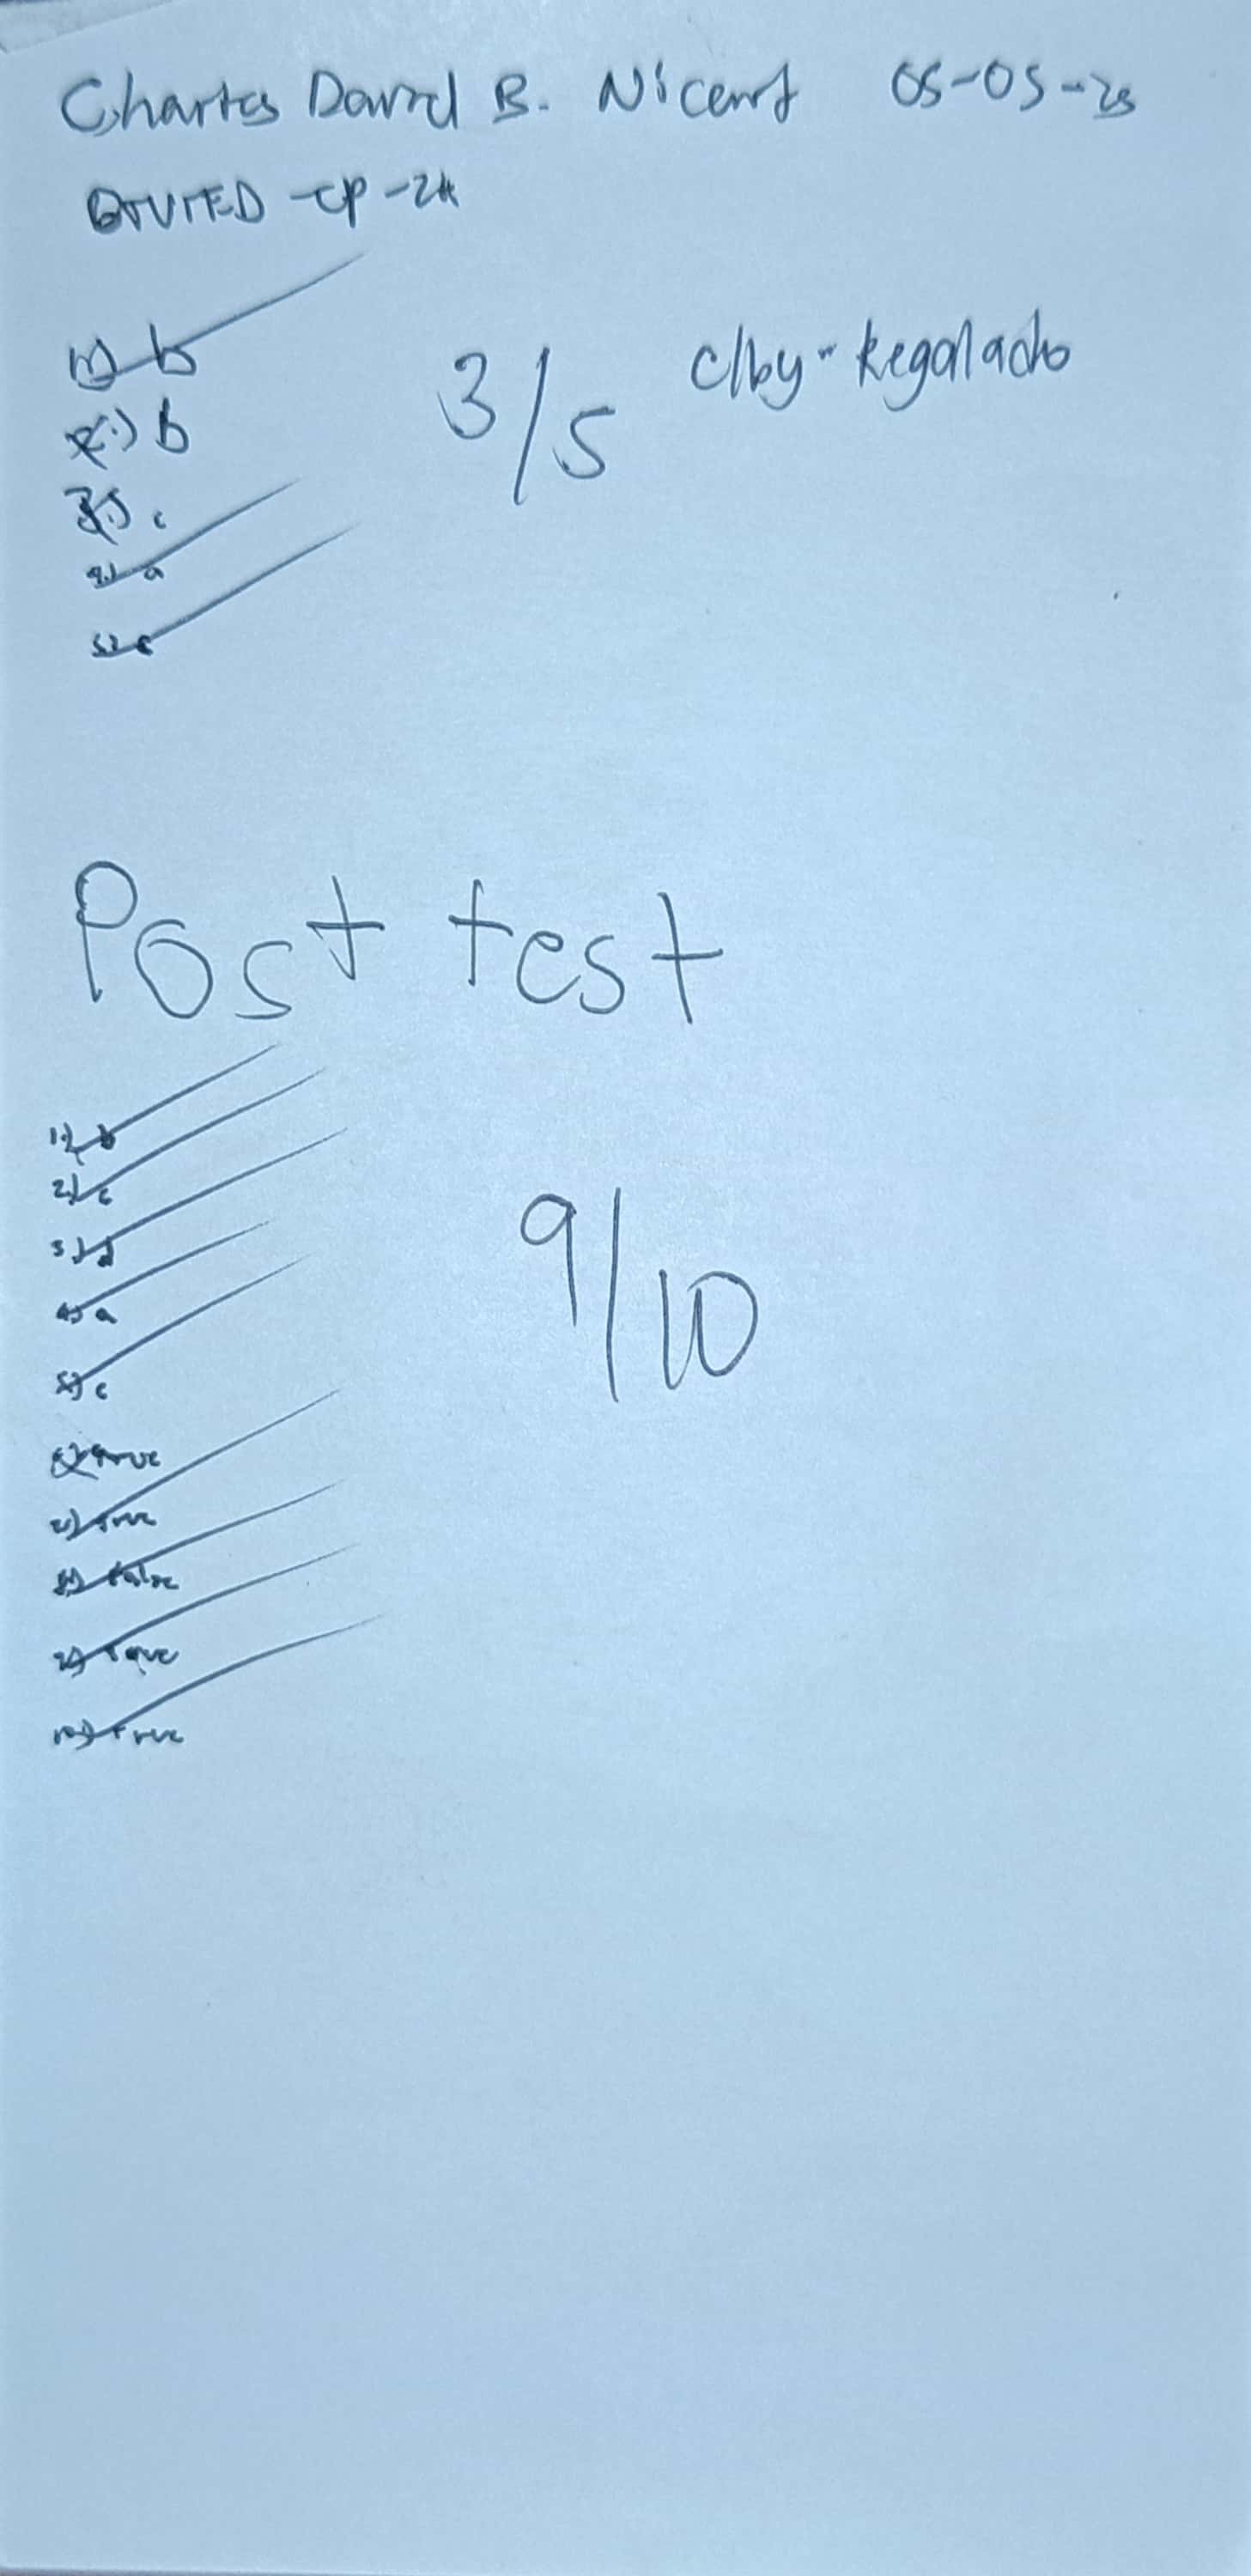 Charles David B. Nicent 05-05-25
BTVTED -CP-2A
1.) b
2.) b
3.) c
4.) a
5.) c
3/5
c/by - Regalado
Post test
1.) b
2.) c
3.) d
4.) a
5.) c
6.) True
7.) True
8.) False
9.) True
10.) True
9/10